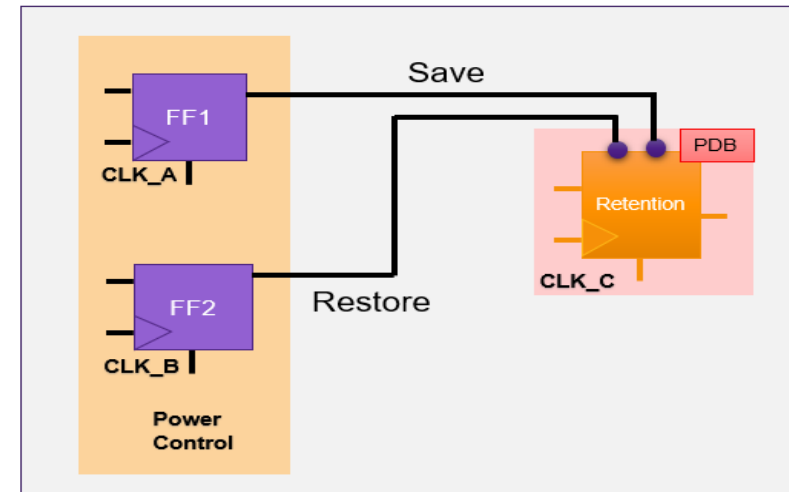 Save
FF1
PDB
CLK_A
Retention
CLK_C
FF2
Restore
CLK_B
Power
Control